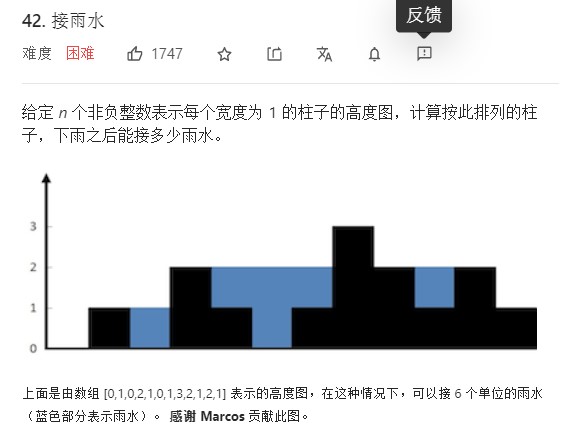 42. 接雨水
反馈
难度 困难 1747
给定 n 个非负整数表示每个宽度为 1 的柱子的高度图，计算按此排列的柱
子，下雨之后能接多少雨水。
3
2
1
0
上面是由数组 [0,1,0,2,1,0,1,3,2,1,2,1] 表示的高度图，在这种情况下，可以接 6 个单位的雨水
（蓝色部分表示雨水）。 感谢 Marcos 贡献此图。